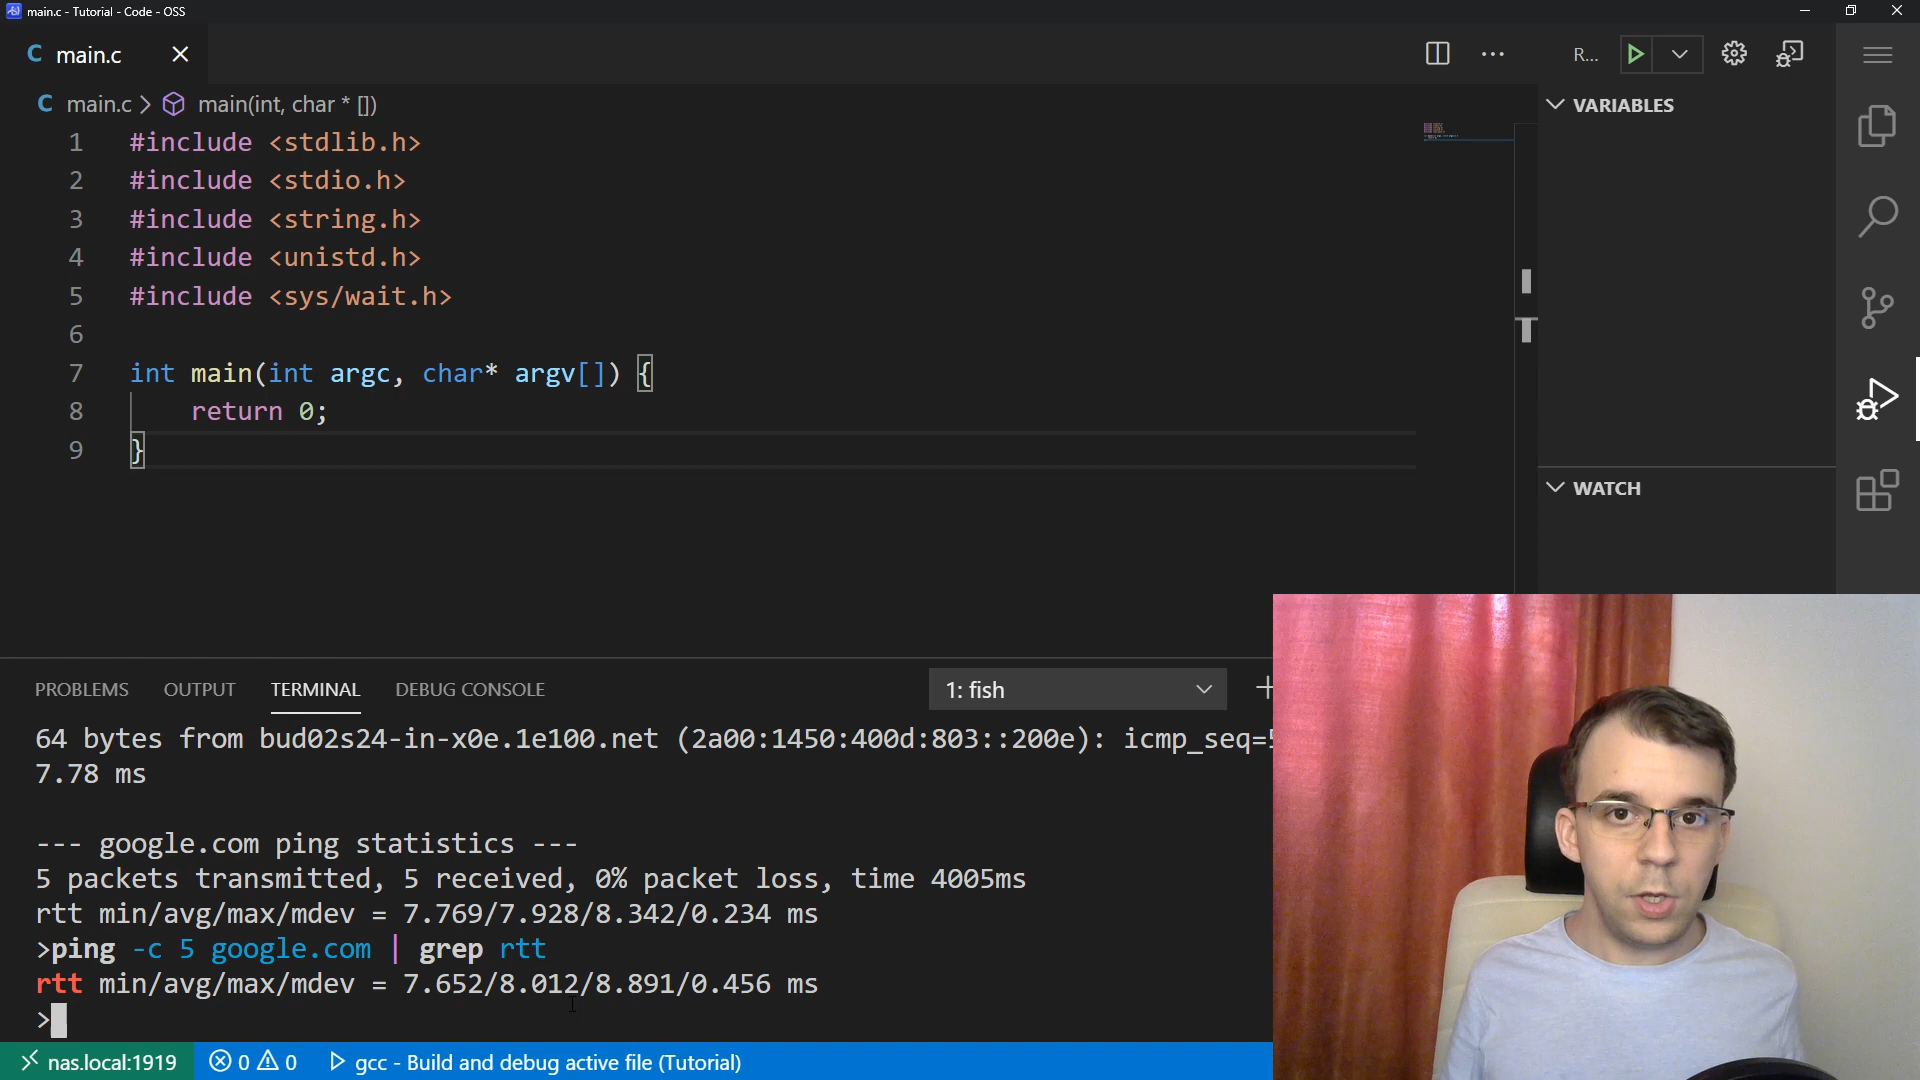 main.c - Tutorial - Code - OSS
C main.c
R...
C main.c > main(int, char * [])
VARIABLES
1 #include <stdlib.h>
2 #include <stdio.h>
3 #include <string.h>
4 #include <unistd.h>
5 #include <sys/wait.h>
6
7 int main(int argc, char* argv[]) {
8 return 0;
9 }
WATCH
PROBLEMS OUTPUT TERMINAL DEBUG CONSOLE 1: fish
64 bytes from bud02s24-in-x0e.1e100.net (2a00:1450:400d:803::200e): icmp_seq=5
7.78 ms
--- google.com ping statistics ---
5 packets transmitted, 5 received, 0% packet loss, time 4005ms
rtt min/avg/max/mdev = 7.769/7.928/8.342/0.234 ms
>ping -c 5 google.com | grep rtt
rtt min/avg/max/mdev = 7.652/8.012/8.891/0.456 ms
>
nas.local:1919 0 0 gcc - Build and debug active file (Tutorial)